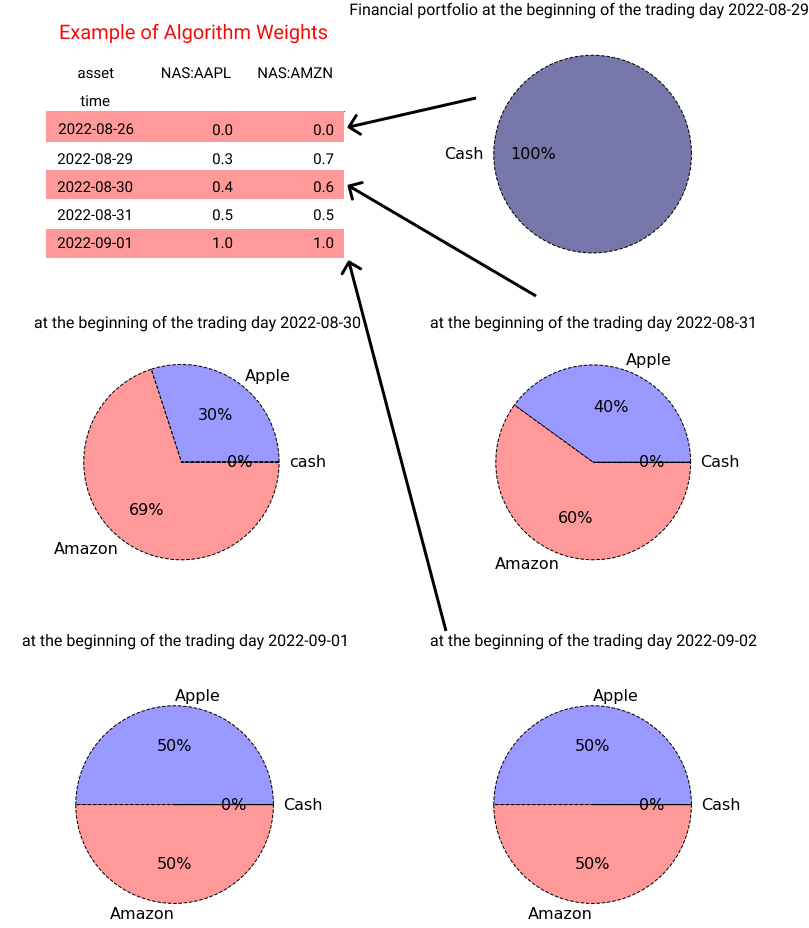 Financial portfolio at the beginning of the trading day 2022-08-29
Example of Algorithm Weights
asset NAS:AAPL NAS:AMZN
time
2022-08-26 0.0 0.0
2022-08-29 0.3 0.7
2022-08-30 0.4 0.6
2022-08-31 0.5 0.5
2022-09-01 1.0 1.0
Cash 100%
at the beginning of the trading day 2022-08-30
Apple
30%
0% cash
69%
Amazon
at the beginning of the trading day 2022-08-31
Apple
40%
0% Cash
60%
Amazon
at the beginning of the trading day 2022-09-01
Apple
50%
0% Cash
50%
Amazon
at the beginning of the trading day 2022-09-02
Apple
50%
0% Cash
50%
Amazon